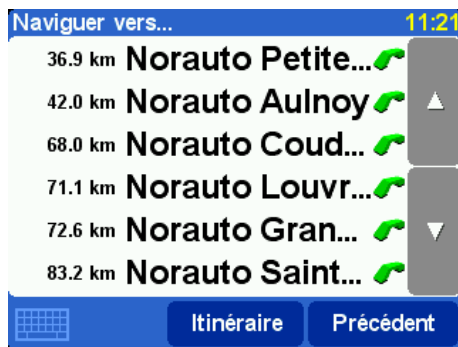 Naviguer vers... 11:21
36.9 km Norauto Petite...
42.0 km Norauto Aulnoy
68.0 km Norauto Coud...
71.1 km Norauto Louvr...
72.6 km Norauto Gran...
83.2 km Norauto Saint...
Itinéraire Précédent